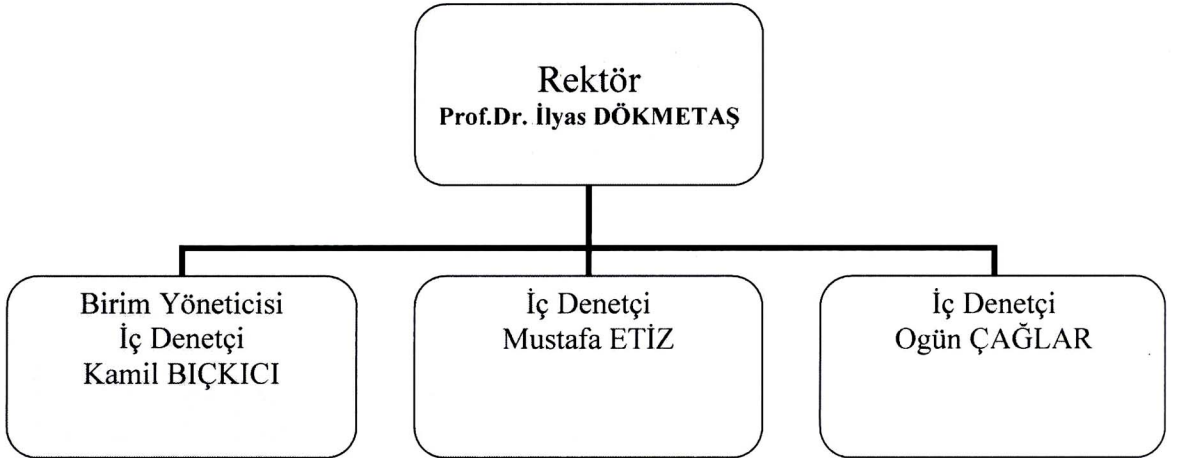 Rektör
Prof.Dr. İlyas DÖKMETAŞ
Birim Yöneticisi
İç Denetçi
Kamil BIÇKICI
İç Denetçi
Mustafa ETİZ
İç Denetçi
Ogün ÇAĞLAR